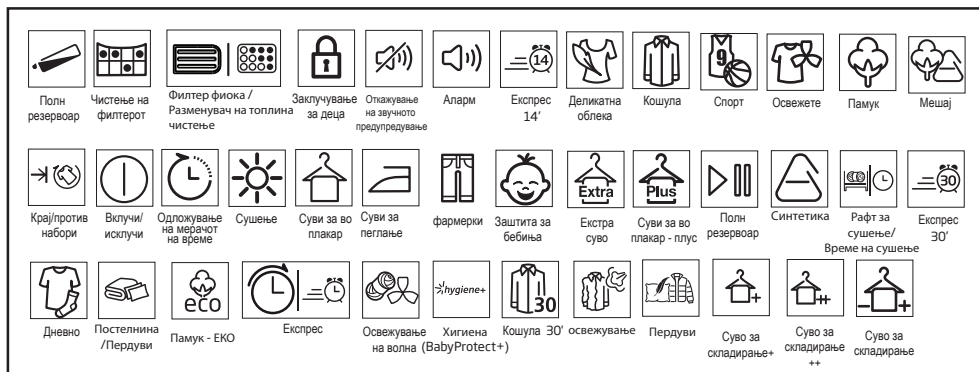 14
9
Полн резервоар
Чистење на филтерот
Филтер фиока / Разменувач на топлина чистење
Заклучување за деца
Откажување на звучното предупредување
Аларм
Експрес 14'
Деликатна облека
Кошула
Спорт
Освежете
Памук
Мешај
Extra
Plus
30
Крај/против набори
Вклучи/ исклучи
Одложување на мерачот на време
Сушење
Суви за во плакар
Суви за пеглање
фармерки
Заштита за бебиња
Екстра суво
Суви за во плакар - плус
Полн резервоар
Синтетика
Рафт за сушење/ Време на сушење
Експрес 30'
eco
hygiene+
30
+
++
- +
Дневно
Постелнина /Пердуви
Памук - ЕКО
Експрес
Освежување на волна
Хигиена (BabyProtect+)
Кошула 30'
освежување
Пердуви
Суво за складирање+
Суво за складирање ++
Суво за складирање